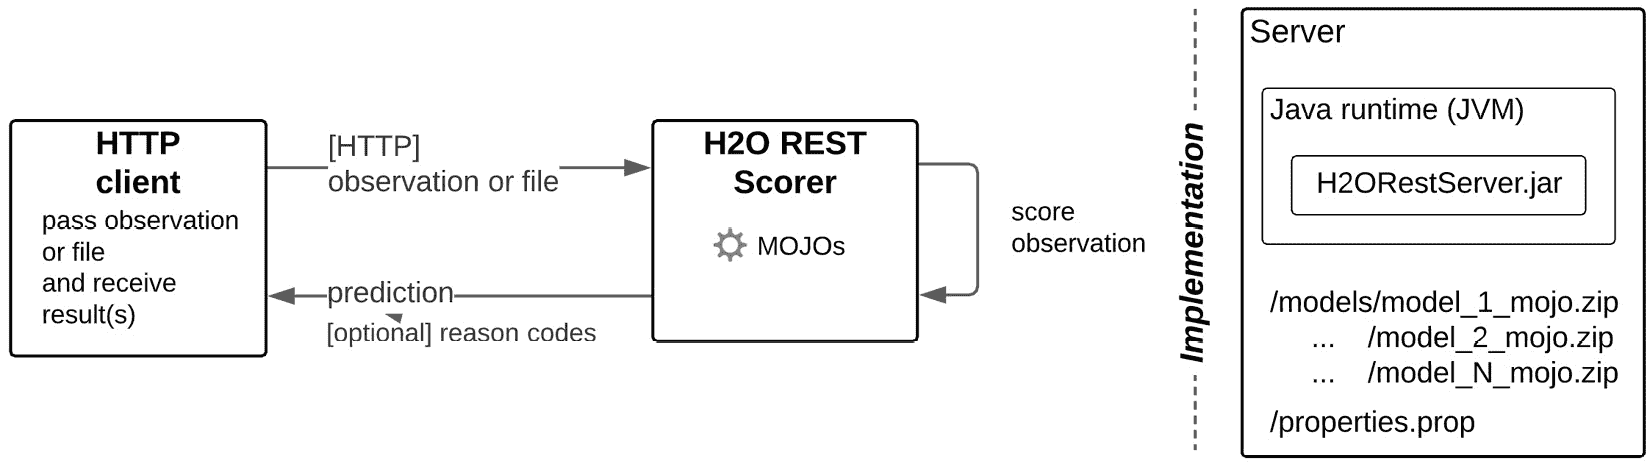 HTTP
client
pass observation
or file
and receive
result(s)
[HTTP]
observation or file
prediction
[optional] reason codes
H2O REST
Scorer
MOJOs
score
observation
Implementation
Server
Java runtime (JVM)
H2ORestServer.jar
/models/model_1_mojo.zip
... /model_2_mojo.zip
... /model_N_mojo.zip
/properties.prop